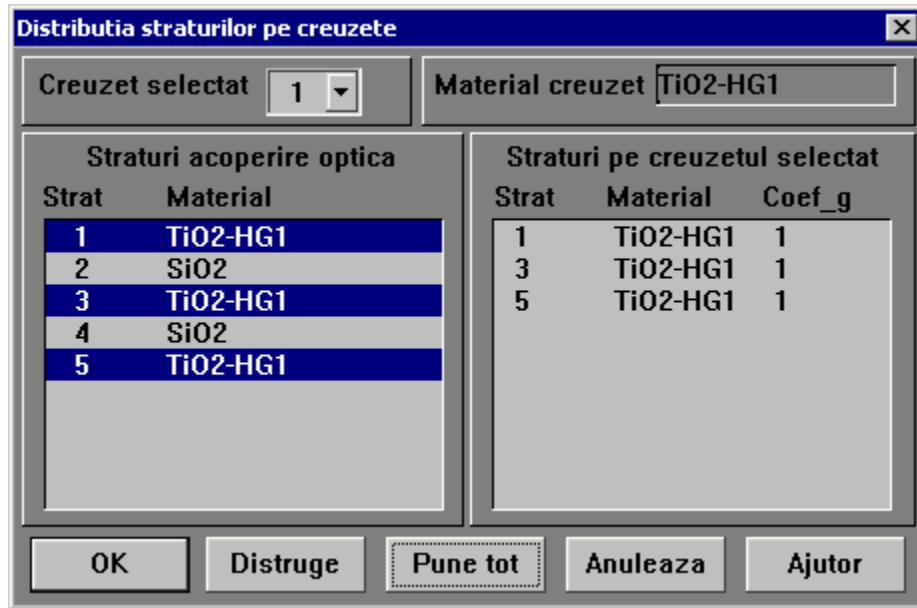 Distributia straturilor pe creuzete
Creuzet selectat 1
Material creuzet TiO2-HG1
Straturi acoperire optica
Strat Material
1 TiO2-HG1
2 SiO2
3 TiO2-HG1
4 SiO2
5 TiO2-HG1
Straturi pe creuzetul selectat
Strat Material Coef_g
1 TiO2-HG1 1
3 TiO2-HG1 1
5 TiO2-HG1 1
OK Distruge Pune tot Anuleaza Ajutor